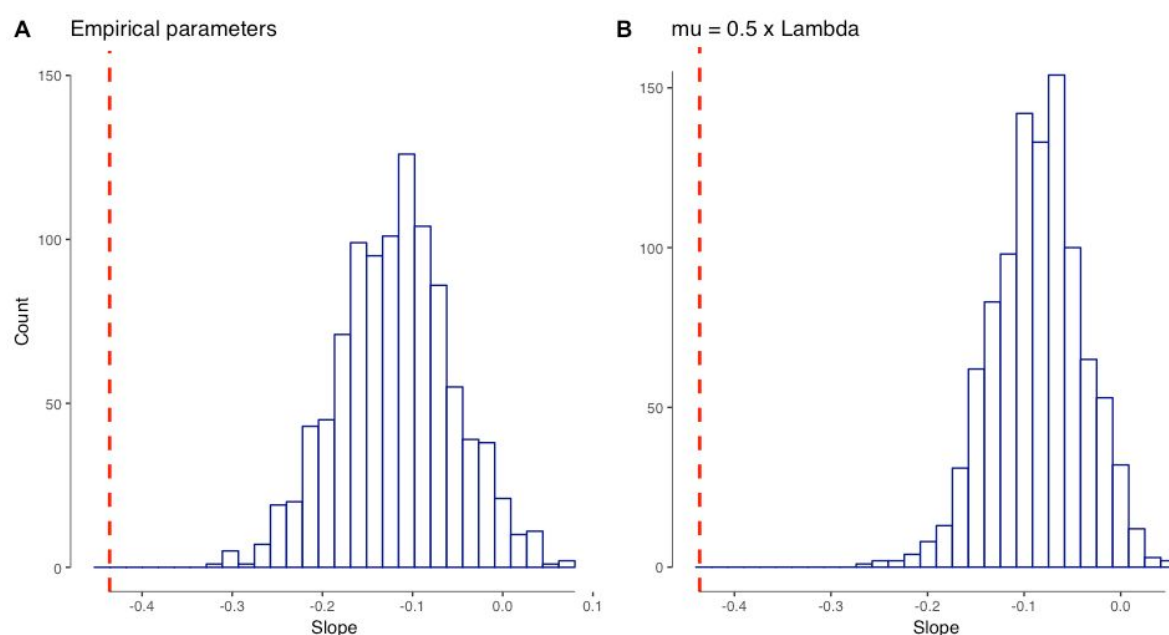 A Empirical parameters
150
100
50
0
Count
-0.4 -0.3 -0.2 -0.1 0.0 0.1
Slope
B mu = 0.5 x Lambda
150
100
50
0
-0.4 -0.3 -0.2 -0.1 0.0
Slope